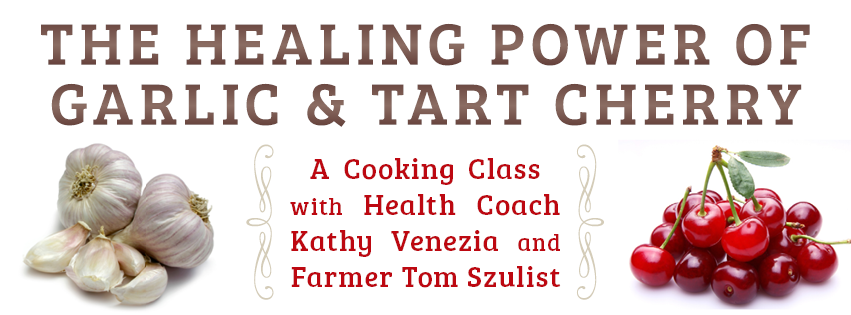 THE HEALING POWER OF
GARLIC & TART CHERRY
A Cooking Class
with Health Coach
Kathy Venezia and
Farmer Tom Szulist